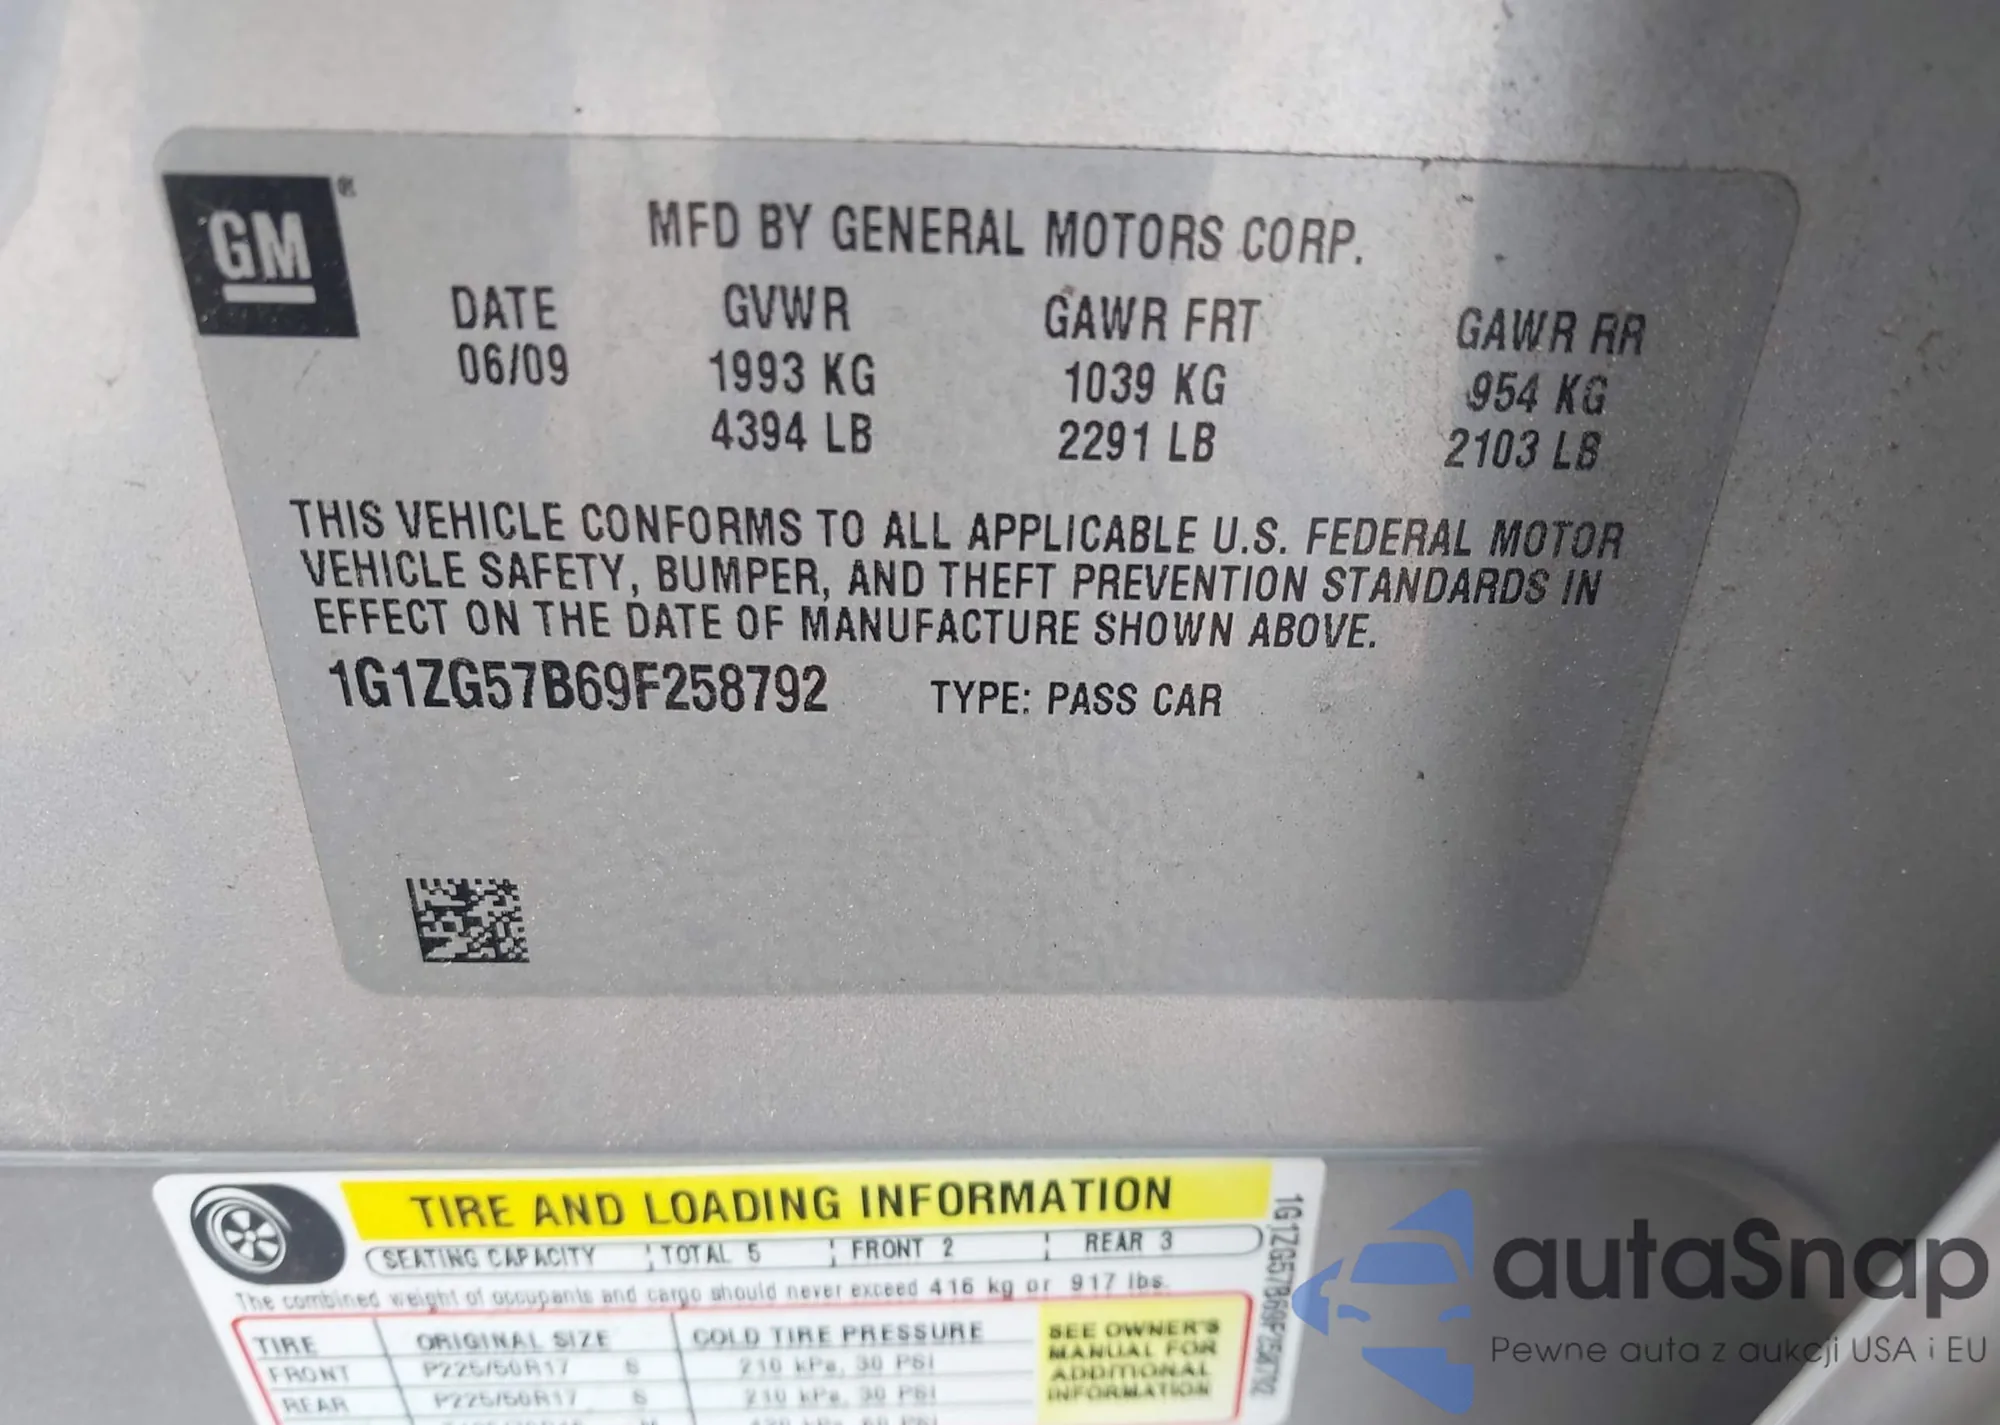 GM®
MFD BY GENERAL MOTORS CORP.
DATE GVWR GAWR FRT GAWR RR
06/09 1993 KG 1039 KG 954 KG
4394 LB 2291 LB 2103 LB
THIS VEHICLE CONFORMS TO ALL APPLICABLE U.S. FEDERAL MOTOR
VEHICLE SAFETY, BUMPER, AND THEFT PREVENTION STANDARDS IN
EFFECT ON THE DATE OF MANUFACTURE SHOWN ABOVE.
1G1ZG57B69F258792 TYPE: PASS CAR
TIRE AND LOADING INFORMATION
SEATING CAPACITY TOTAL 5 FRONT 2 REAR 3
The combined weight of occupants and cargo should never exceed 416 kg or 917 lbs.
TIRE ORIGINAL SIZE COLD TIRE PRESSURE
FRONT P225/50R17 S 210 kPa, 30 PSI
REAR P225/50R17 S 210 kPa, 30 PSI
SEE OWNER'S
MANUAL FOR
ADDITIONAL
INFORMATION
1G1ZG57B69F258792
autaSnap
Pewne auta z aukcji USA i EU